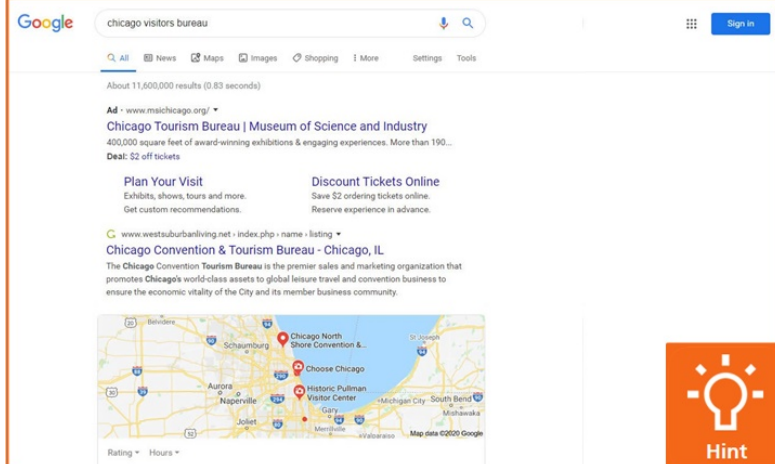 Google
chicago visitors bureau
Sign in
All News Maps Images Shopping More Settings Tools
About 11,600,000 results (0.83 seconds)
Ad · www.msichicago.org/
Chicago Tourism Bureau | Museum of Science and Industry
400,000 square feet of award-winning exhibitions & engaging experiences. More than 190...
Deal: $2 off tickets
Plan Your Visit
Exhibits, shows, tours and more.
Get custom recommendations.
Discount Tickets Online
Save $2 ordering tickets online.
Reserve experience in advance.
www.westsuburbanliving.net › index.php › name › listing
Chicago Convention & Tourism Bureau - Chicago, IL
The Chicago Convention Tourism Bureau is the premier sales and marketing organization that
promotes Chicago's world-class assets to global leisure travel and convention business to
ensure the economic vitality of the City and its member business community.
20
Belvidere
90
94
Schaumburg
Chicago North
Shore Convention &..
St Joseph
Choose Chicago
Aurora
Naperville
Historic Pullman
Visitor Center
Michigan City
South Bend
Mishawaka
Gary
Joliet
Merrillville
Valparaiso
52
Map data ©2020 Google
Rating Hours
Hint